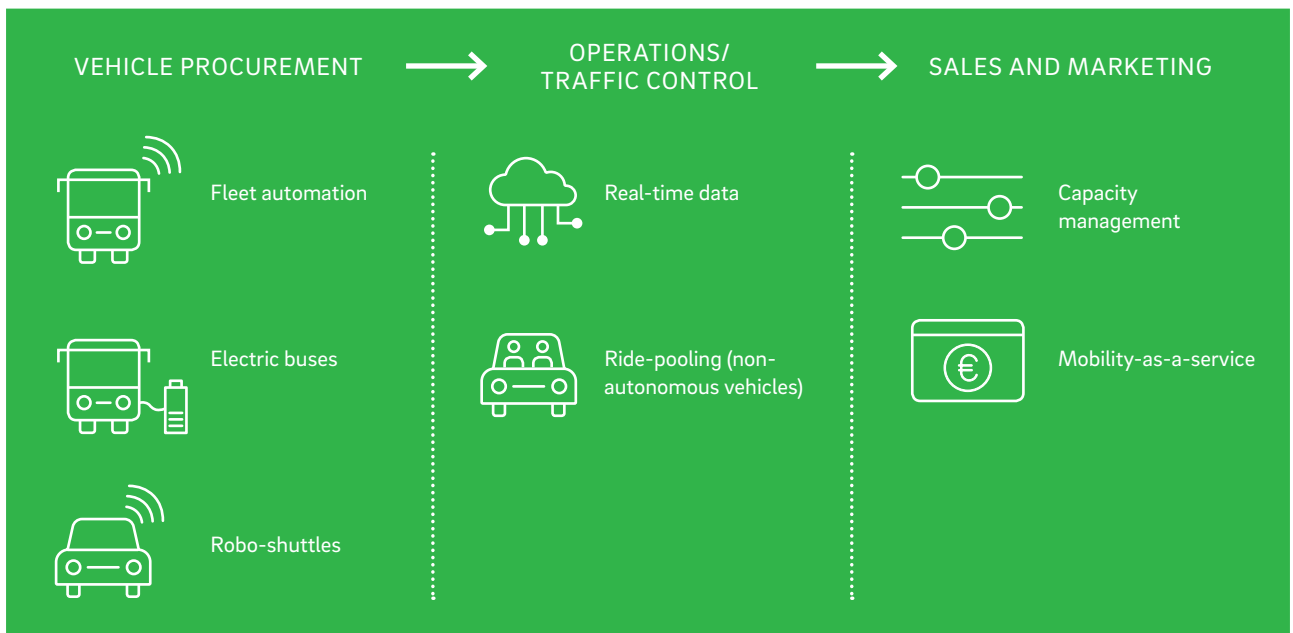 VEHICLE PROCUREMENT
OPERATIONS/
TRAFFIC CONTROL
SALES AND MARKETING
Fleet automation
Electric buses
Robo-shuttles
Real-time data
Ride-pooling (non-
autonomous vehicles)
Capacity
management
€
Mobility-as-a-service